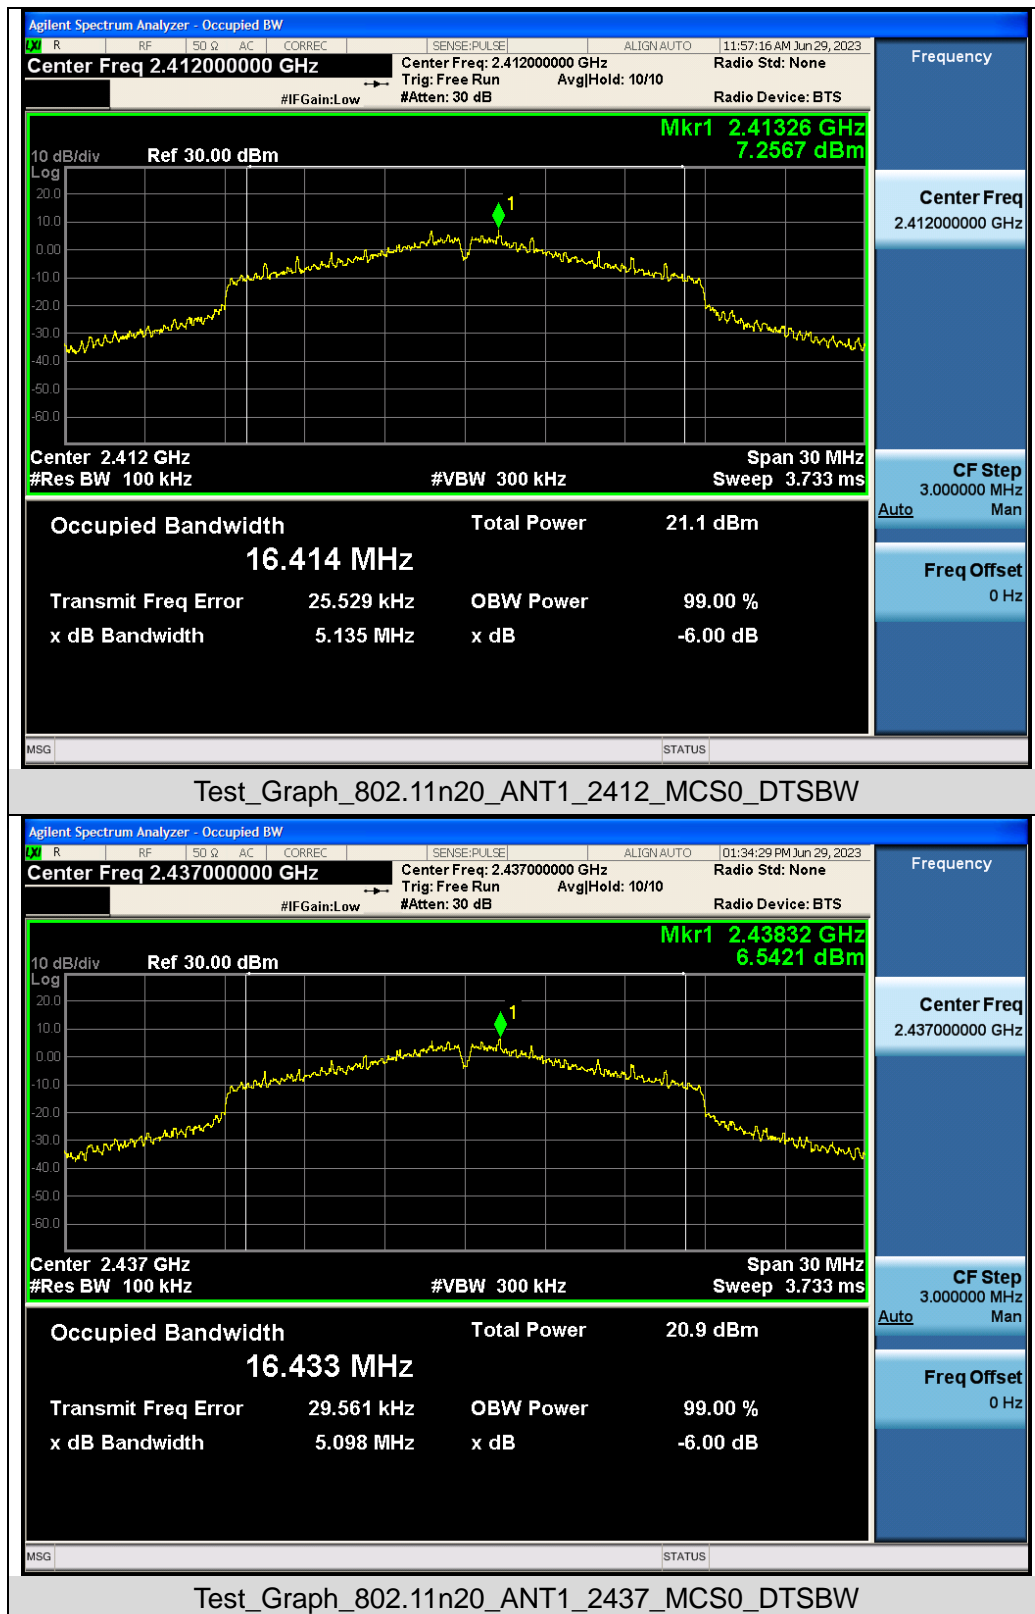 Agilent Spectrum Analyzer - Occupied BW
LXI R RF 50 Ω AC CORREC SENSE:PULSE ALIGN AUTO 11:57:16 AM Jun 29, 2023
Center Freq 2.412000000 GHz
Center Freq: 2.412000000 GHz Radio Std: None
Trig: Free Run Avg|Hold: 10/10
#IFGain:Low #Atten: 30 dB Radio Device: BTS
Frequency
Mkr1 2.41326 GHz
7.2567 dBm
10 dB/div Ref 30.00 dBm
Log
20.0
10.0
0.00
-10.0
-20.0
-30.0
-40.0
-50.0
-60.0
1
Center Freq
2.412000000 GHz
Center 2.412 GHz Span 30 MHz
#Res BW 100 kHz #VBW 300 kHz Sweep 3.733 ms
CF Step
3.000000 MHz
Auto Man
Occupied Bandwidth Total Power 21.1 dBm
16.414 MHz
Transmit Freq Error 25.529 kHz OBW Power 99.00 %
x dB Bandwidth 5.135 MHz x dB -6.00 dB
Freq Offset
0 Hz
MSG STATUS
Test_Graph_802.11n20_ANT1_2412_MCS0_DTSBW
Agilent Spectrum Analyzer - Occupied BW
LXI R RF 50 Ω AC CORREC SENSE:PULSE ALIGN AUTO 01:34:29 PM Jun 29, 2023
Center Freq 2.437000000 GHz
Center Freq: 2.437000000 GHz Radio Std: None
Trig: Free Run Avg|Hold: 10/10
#IFGain:Low #Atten: 30 dB Radio Device: BTS
Frequency
Mkr1 2.43832 GHz
6.5421 dBm
10 dB/div Ref 30.00 dBm
Log
20.0
10.0
0.00
-10.0
-20.0
-30.0
-40.0
-50.0
-60.0
1
Center Freq
2.437000000 GHz
Center 2.437 GHz Span 30 MHz
#Res BW 100 kHz #VBW 300 kHz Sweep 3.733 ms
CF Step
3.000000 MHz
Auto Man
Occupied Bandwidth Total Power 20.9 dBm
16.433 MHz
Transmit Freq Error 29.561 kHz OBW Power 99.00 %
x dB Bandwidth 5.098 MHz x dB -6.00 dB
Freq Offset
0 Hz
MSG STATUS
Test_Graph_802.11n20_ANT1_2437_MCS0_DTSBW